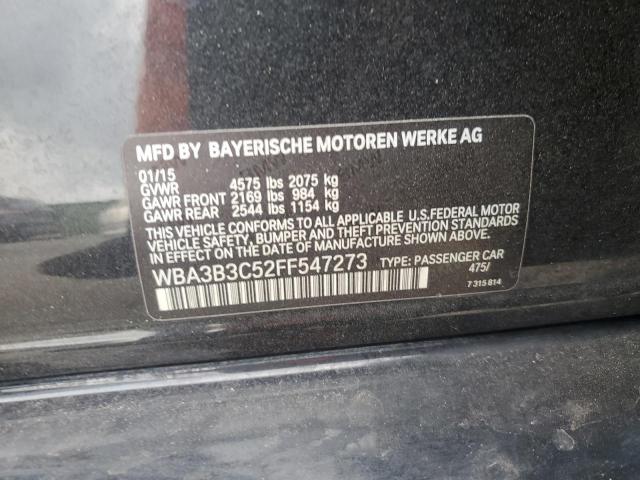 MFD BY BAYERISCHE MOTOREN WERKE AG
01/15
GVWR 4575 lbs 2075 kg
GAWR FRONT 2169 lbs 984 kg
GAWR REAR 2544 lbs 1154 kg
THIS VEHICLE CONFORMS TO ALL APPLICABLE U.S.FEDERAL MOTOR
VEHICLE SAFETY, BUMPER AND THEFT PREVENTION STANDARDS
IN EFFECT ON THE DATE OF MANUFACTURE SHOWN ABOVE.
WBA3B3C52FF547273 TYPE: PASSENGER CAR
475/
7 315 814